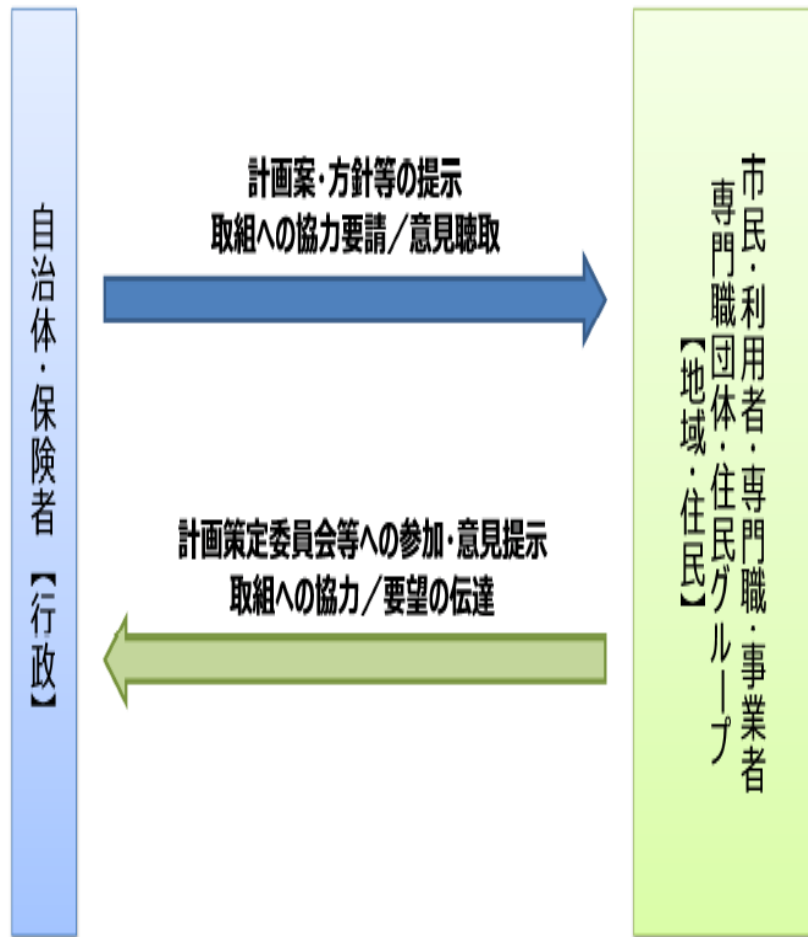 自治体・保険者【行政】
計画案・方針等の提示
取組への協力要請／意見聴取
計画策定委員会等への参加・意見提示
取組への協力／要望の伝達
市民・利用者・専門職・事業者
専門職団体・住民グループ
【地域・住民】